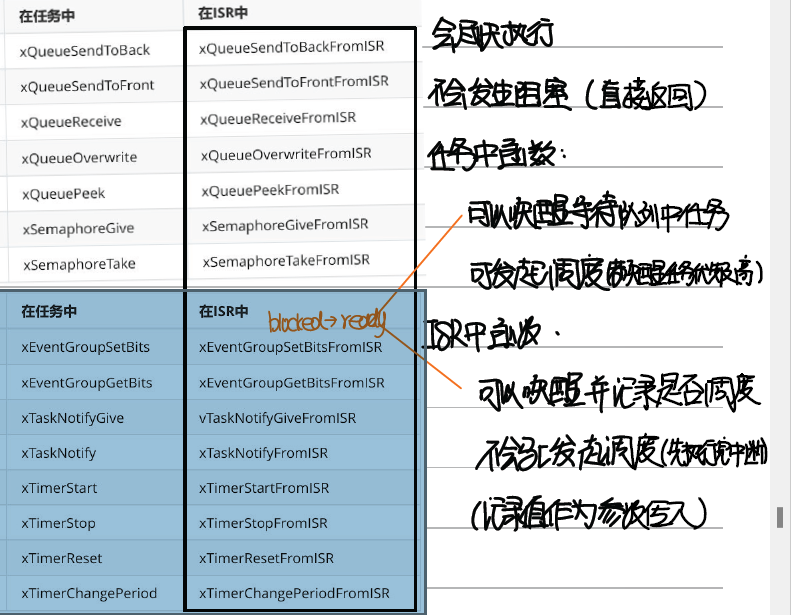 在任务中 在ISR中
xQueueSendToBack xQueueSendToBackFromISR
xQueueSendToFront xQueueSendToFrontFromISR
xQueueReceive xQueueReceiveFromISR
xQueueOverwrite xQueueOverwriteFromISR
xQueuePeek xQueuePeekFromISR
xSemaphoreGive xSemaphoreGiveFromISR
xSemaphoreTake xSemaphoreTakeFromISR
在任务中 在ISR中
blocked→ready
xEventGroupSetBits xEventGroupSetBitsFromISR
xEventGroupGetBits xEventGroupGetBitsFromISR
xTaskNotifyGive vTaskNotifyGiveFromISR
xTaskNotify xTaskNotifyFromISR
xTimerStart xTimerStartFromISR
xTimerStop xTimerStopFromISR
xTimerReset xTimerResetFromISR
xTimerChangePeriod xTimerChangePeriodFromISR
会尽快执行
不会发生阻塞（直接返回）
任务中函数：
可以唤醒等待队列中任务
可发起调度(唤醒任务优先级高)
ISR中函数：
可以唤醒并记录是否调度
不会发起调度(先执行完中断)
(记录值作为参数传入)